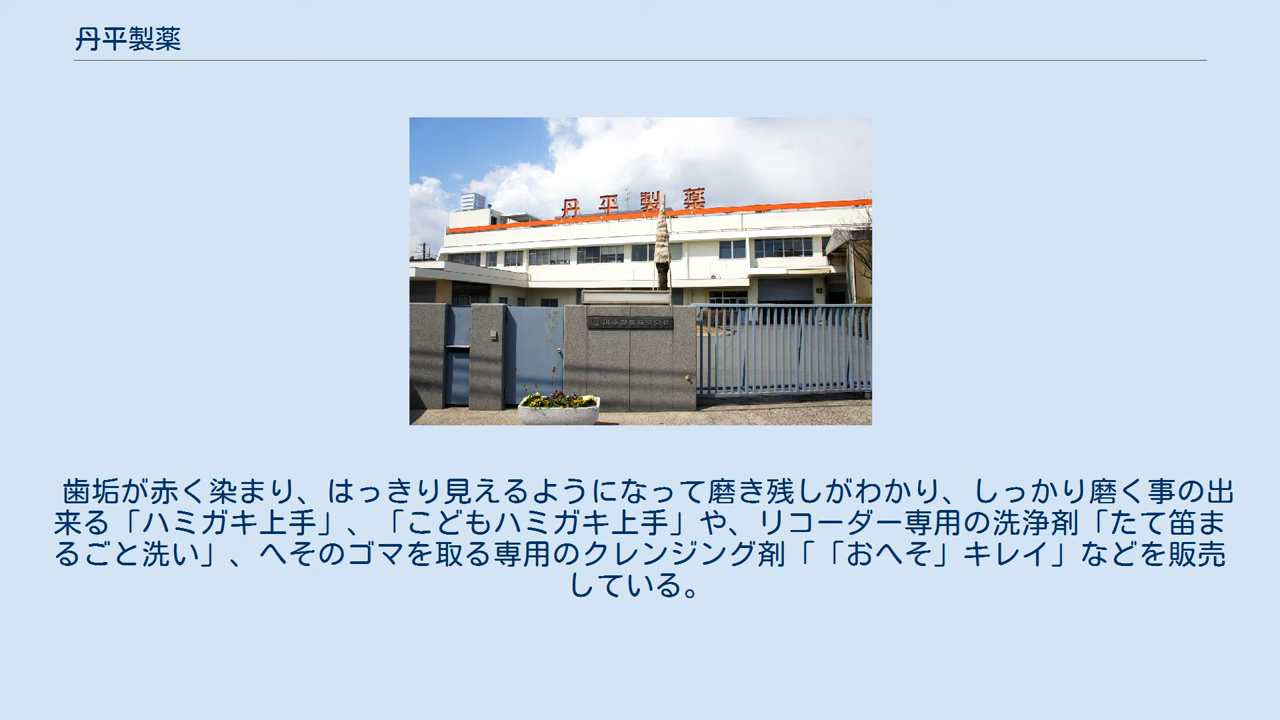 丹平製薬
丹平製薬
歯垢が赤く染まり、はっきり見えるようになって磨き残しがわかり、しっかり磨く事の出
来る「ハミガキ上手」、「こどもハミガキ上手」や、リコーダー専用の洗浄剤「たて笛ま
るごと洗い」、へそのゴマを取る専用のクレンジング剤「「おへそ」キレイ」などを販売
している。